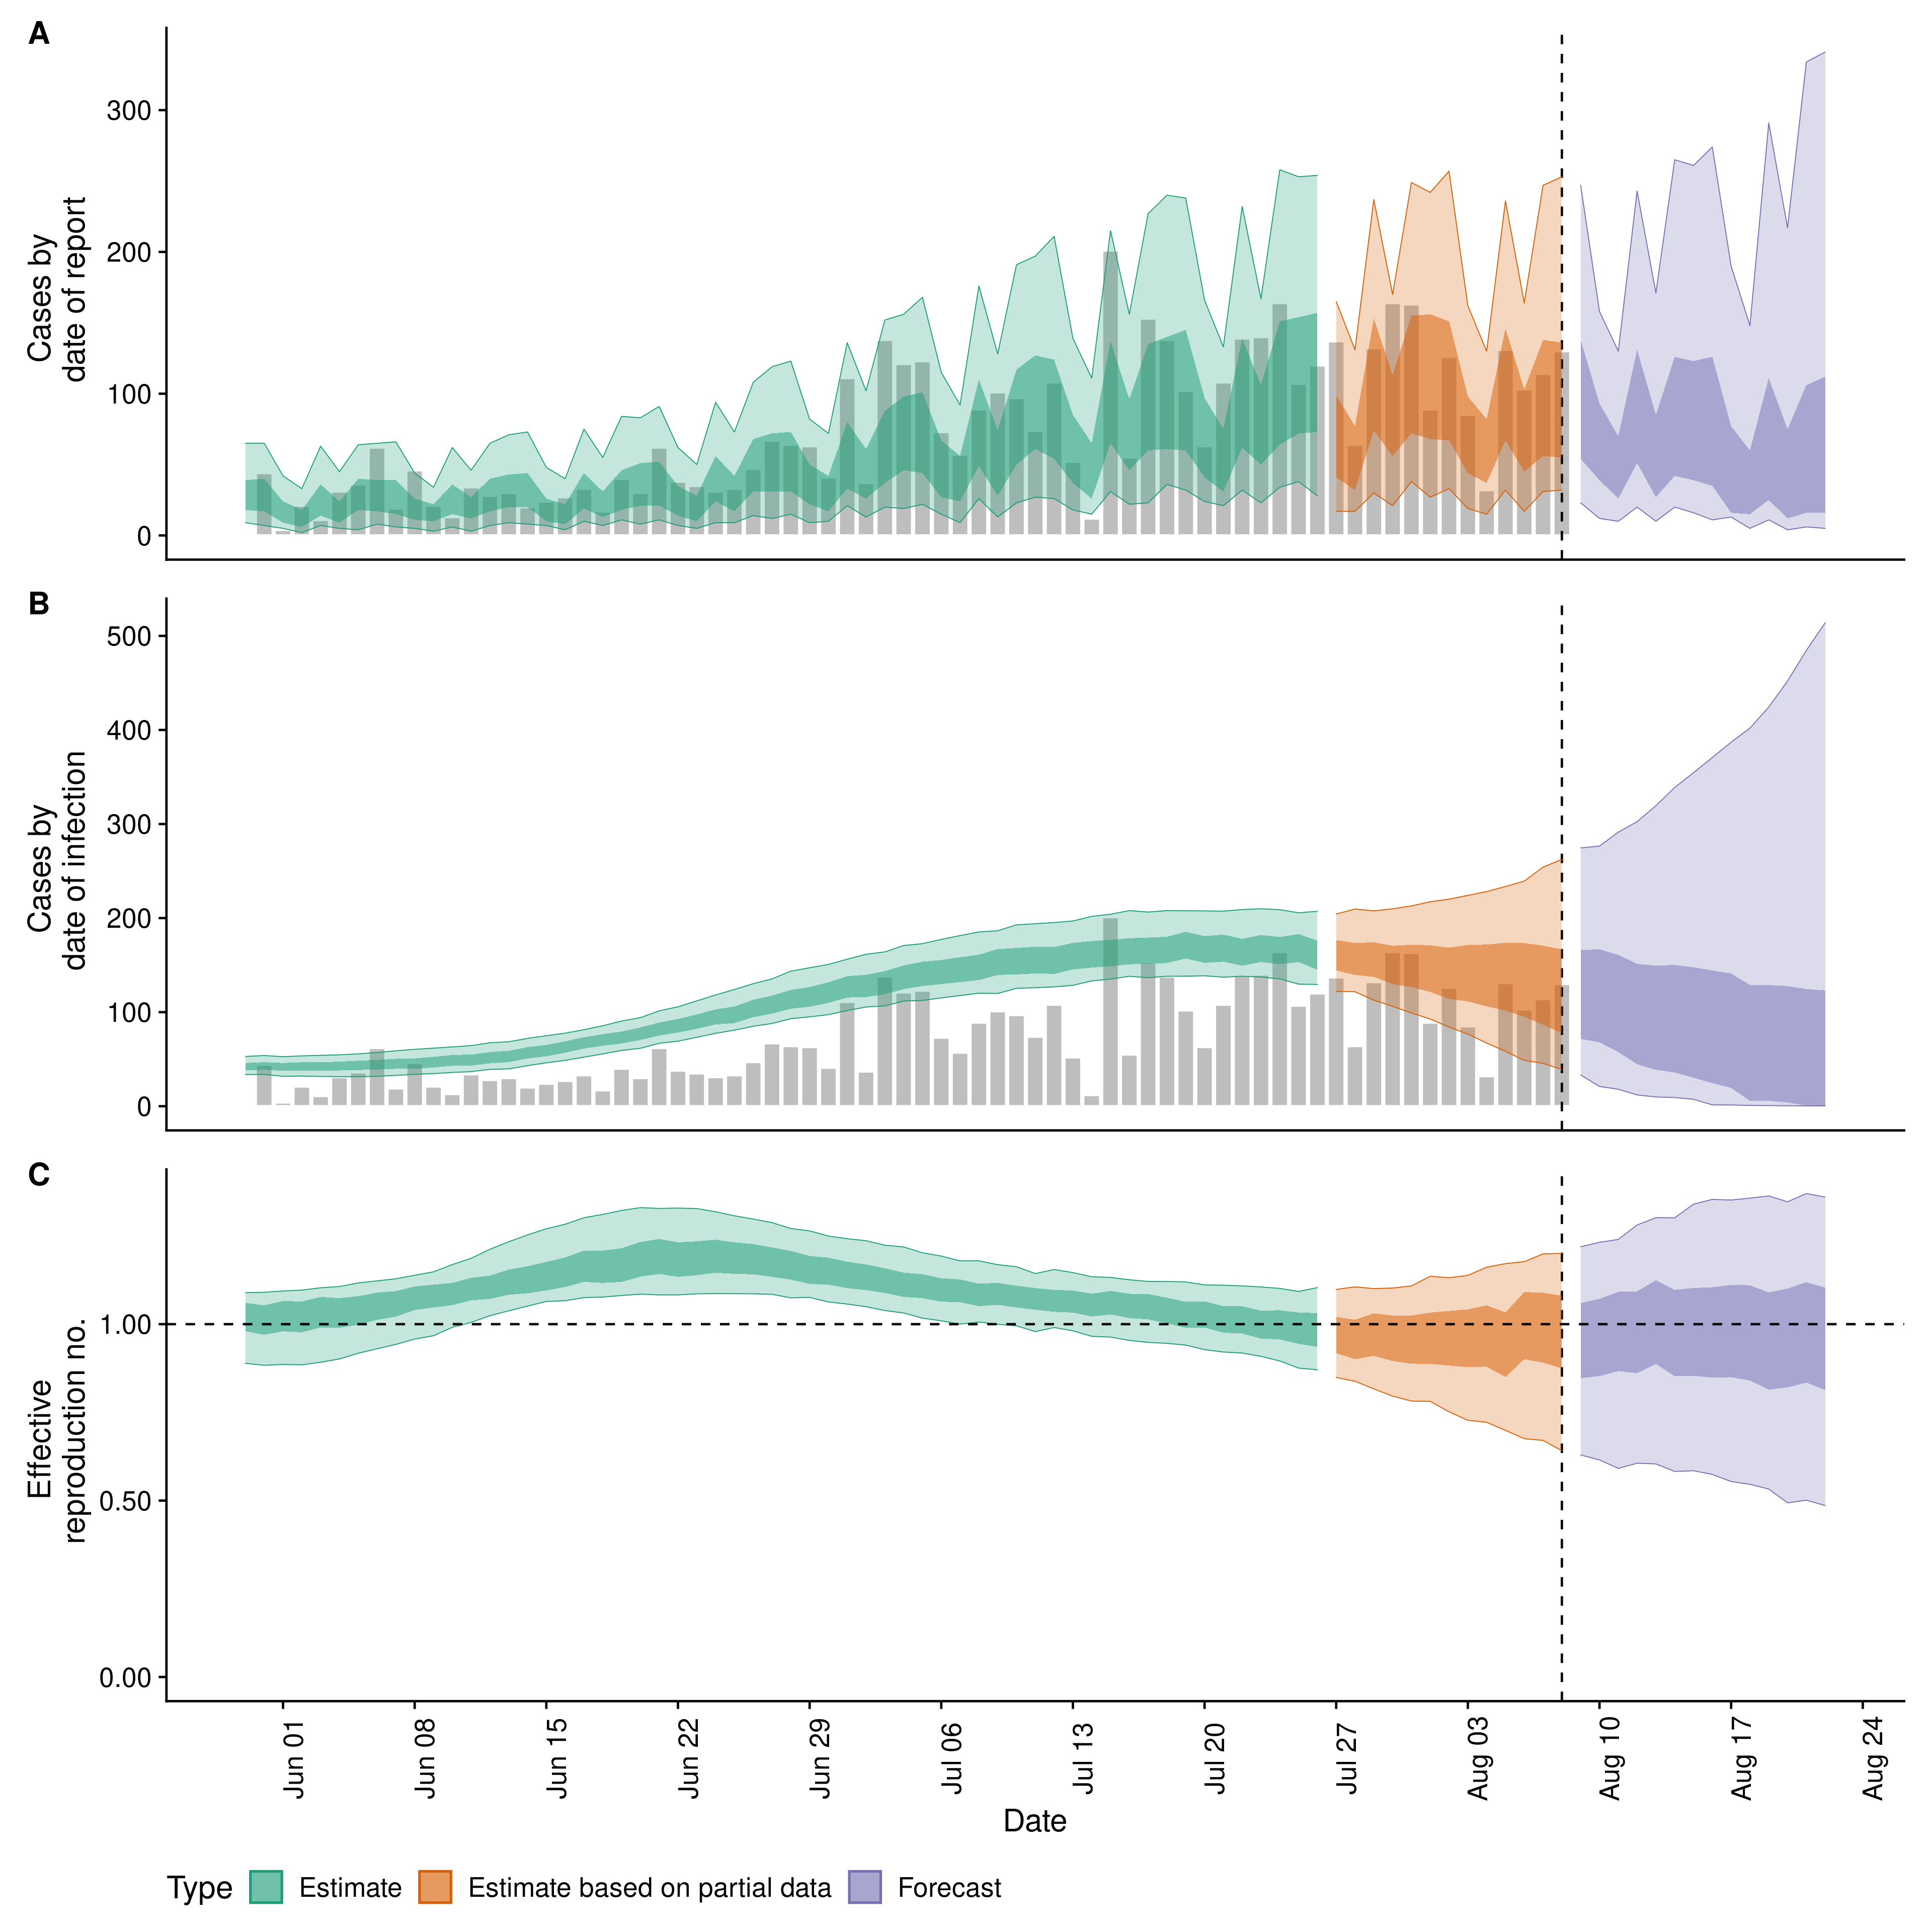 A
Cases by
date of report
300
200
100
0
B
Cases by
date of infection
500
400
300
200
100
0
C
Effective
reproduction no.
1.00
0.50
0.00
Jun 01
Jun 08
Jun 15
Jun 22
Jun 29
Jul 06
Jul 13
Jul 20
Jul 27
Aug 03
Aug 10
Aug 17
Aug 24
Date
Type Estimate Estimate based on partial data Forecast